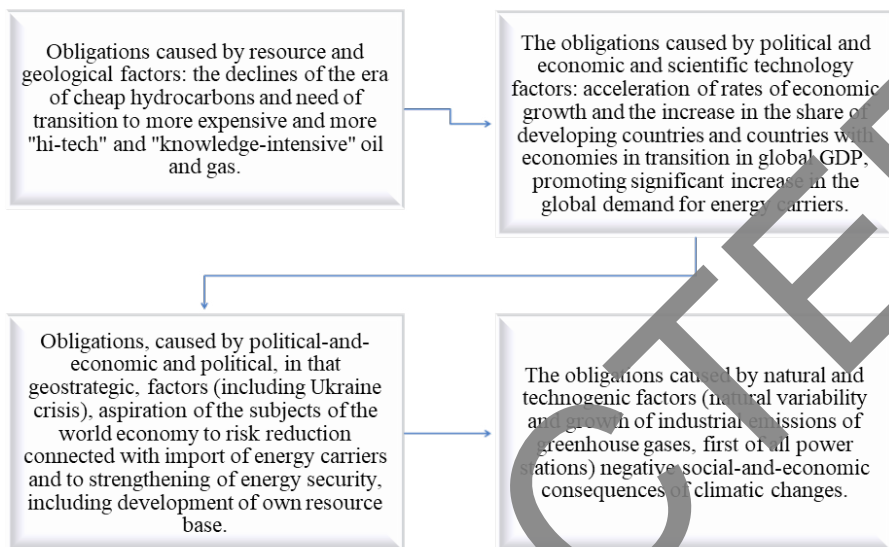 Obligations caused by resource and
geological factors: the declines of the era
of cheap hydrocarbons and need of
transition to more expensive and more
"hi-tech" and "knowledge-intensive" oil
and gas.
The obligations caused by political and
economic and scientific technology
factors: acceleration of rates of economic
growth and the increase in the share of
developing countries and countries with
economies in transition in global GDP,
promoting significant increase in the
global demand for energy carriers.
Obligations, caused by political-and-
economic and political, in that
geostrategic, factors (including Ukraine
crisis), aspiration of the subjects of the
world economy to risk reduction
connected with import of energy carriers
and to strengthening of energy security,
including development of own resource
base.
The obligations caused by natural and
technogenic factors (natural variability
and growth of industrial emissions of
greenhouse gases, first of all power
stations) negative social-and-economic
consequences of climatic changes.
CTE